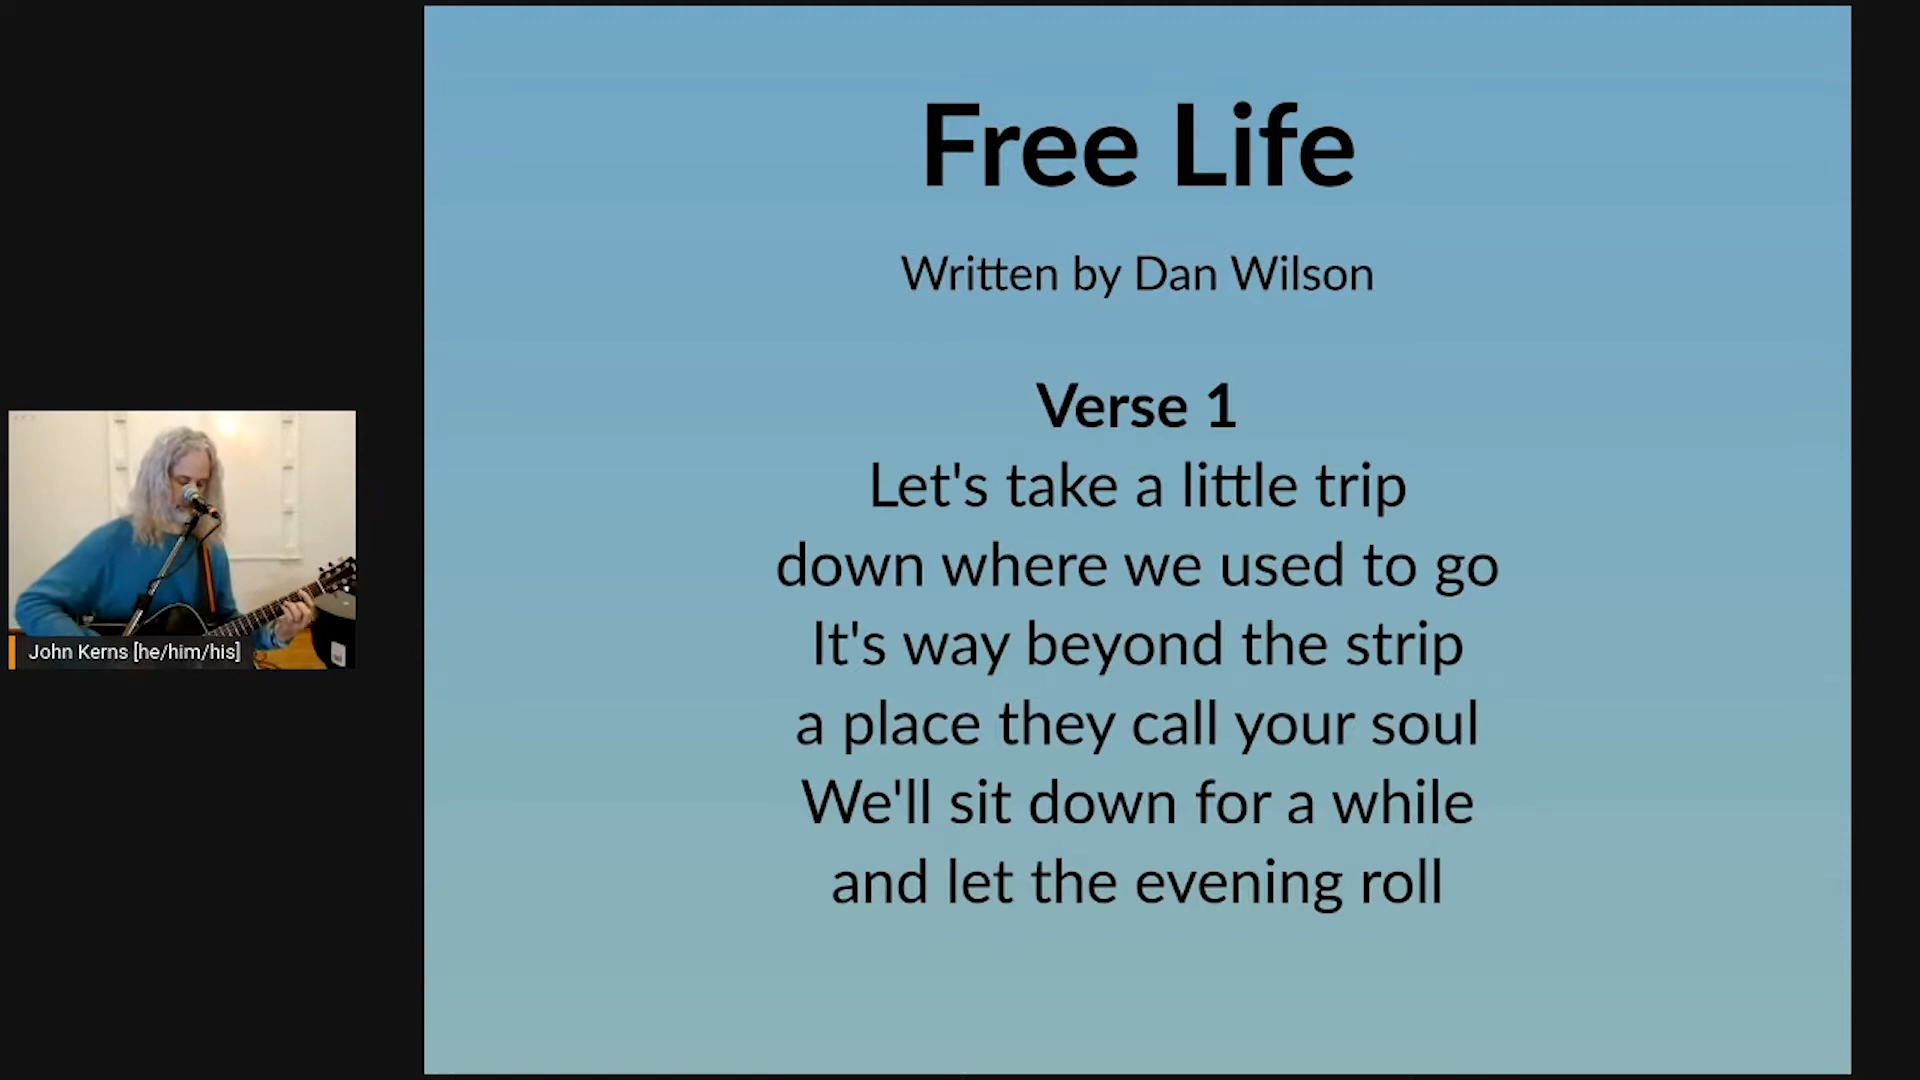 Free Life
Written by Dan Wilson
Verse 1
Let's take a little trip
down where we used to go
It's way beyond the strip
a place they call your soul
We'll sit down for a while
and let the evening roll
John Kerns [he/him/his]